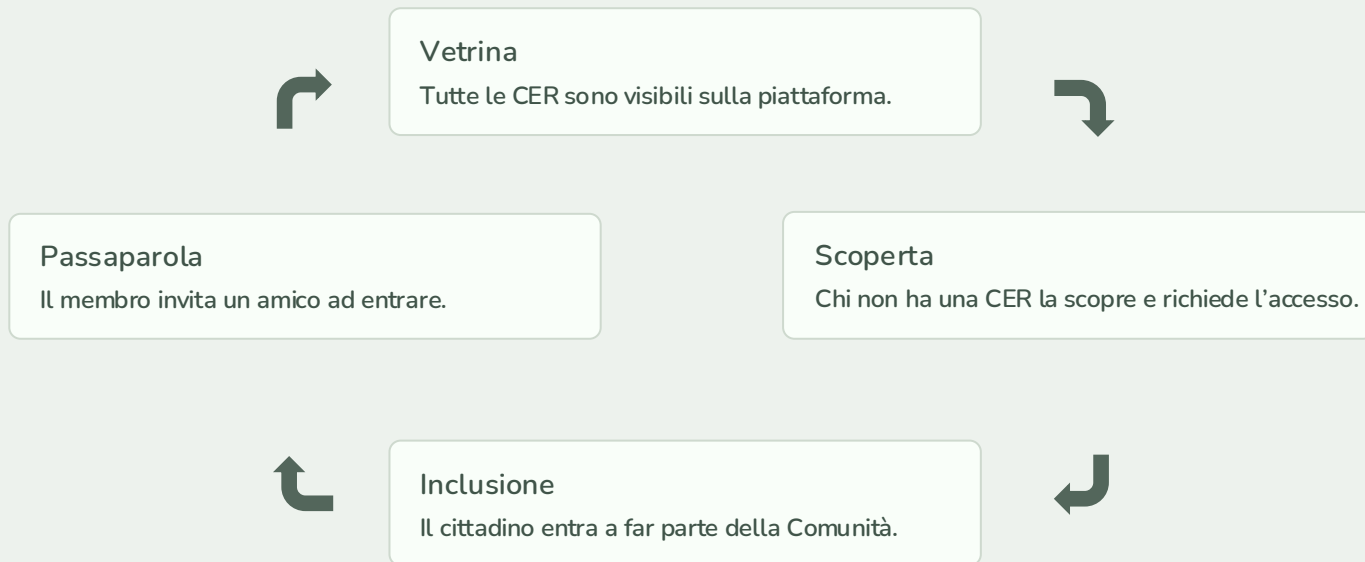 Vetrina
Tutte le CER sono visibili sulla piattaforma.
Passaparola
Il membro invita un amico ad entrare.
Scoperta
Chi non ha una CER la scopre e richiede l’accesso.
Inclusione
Il cittadino entra a far parte della Comunità.